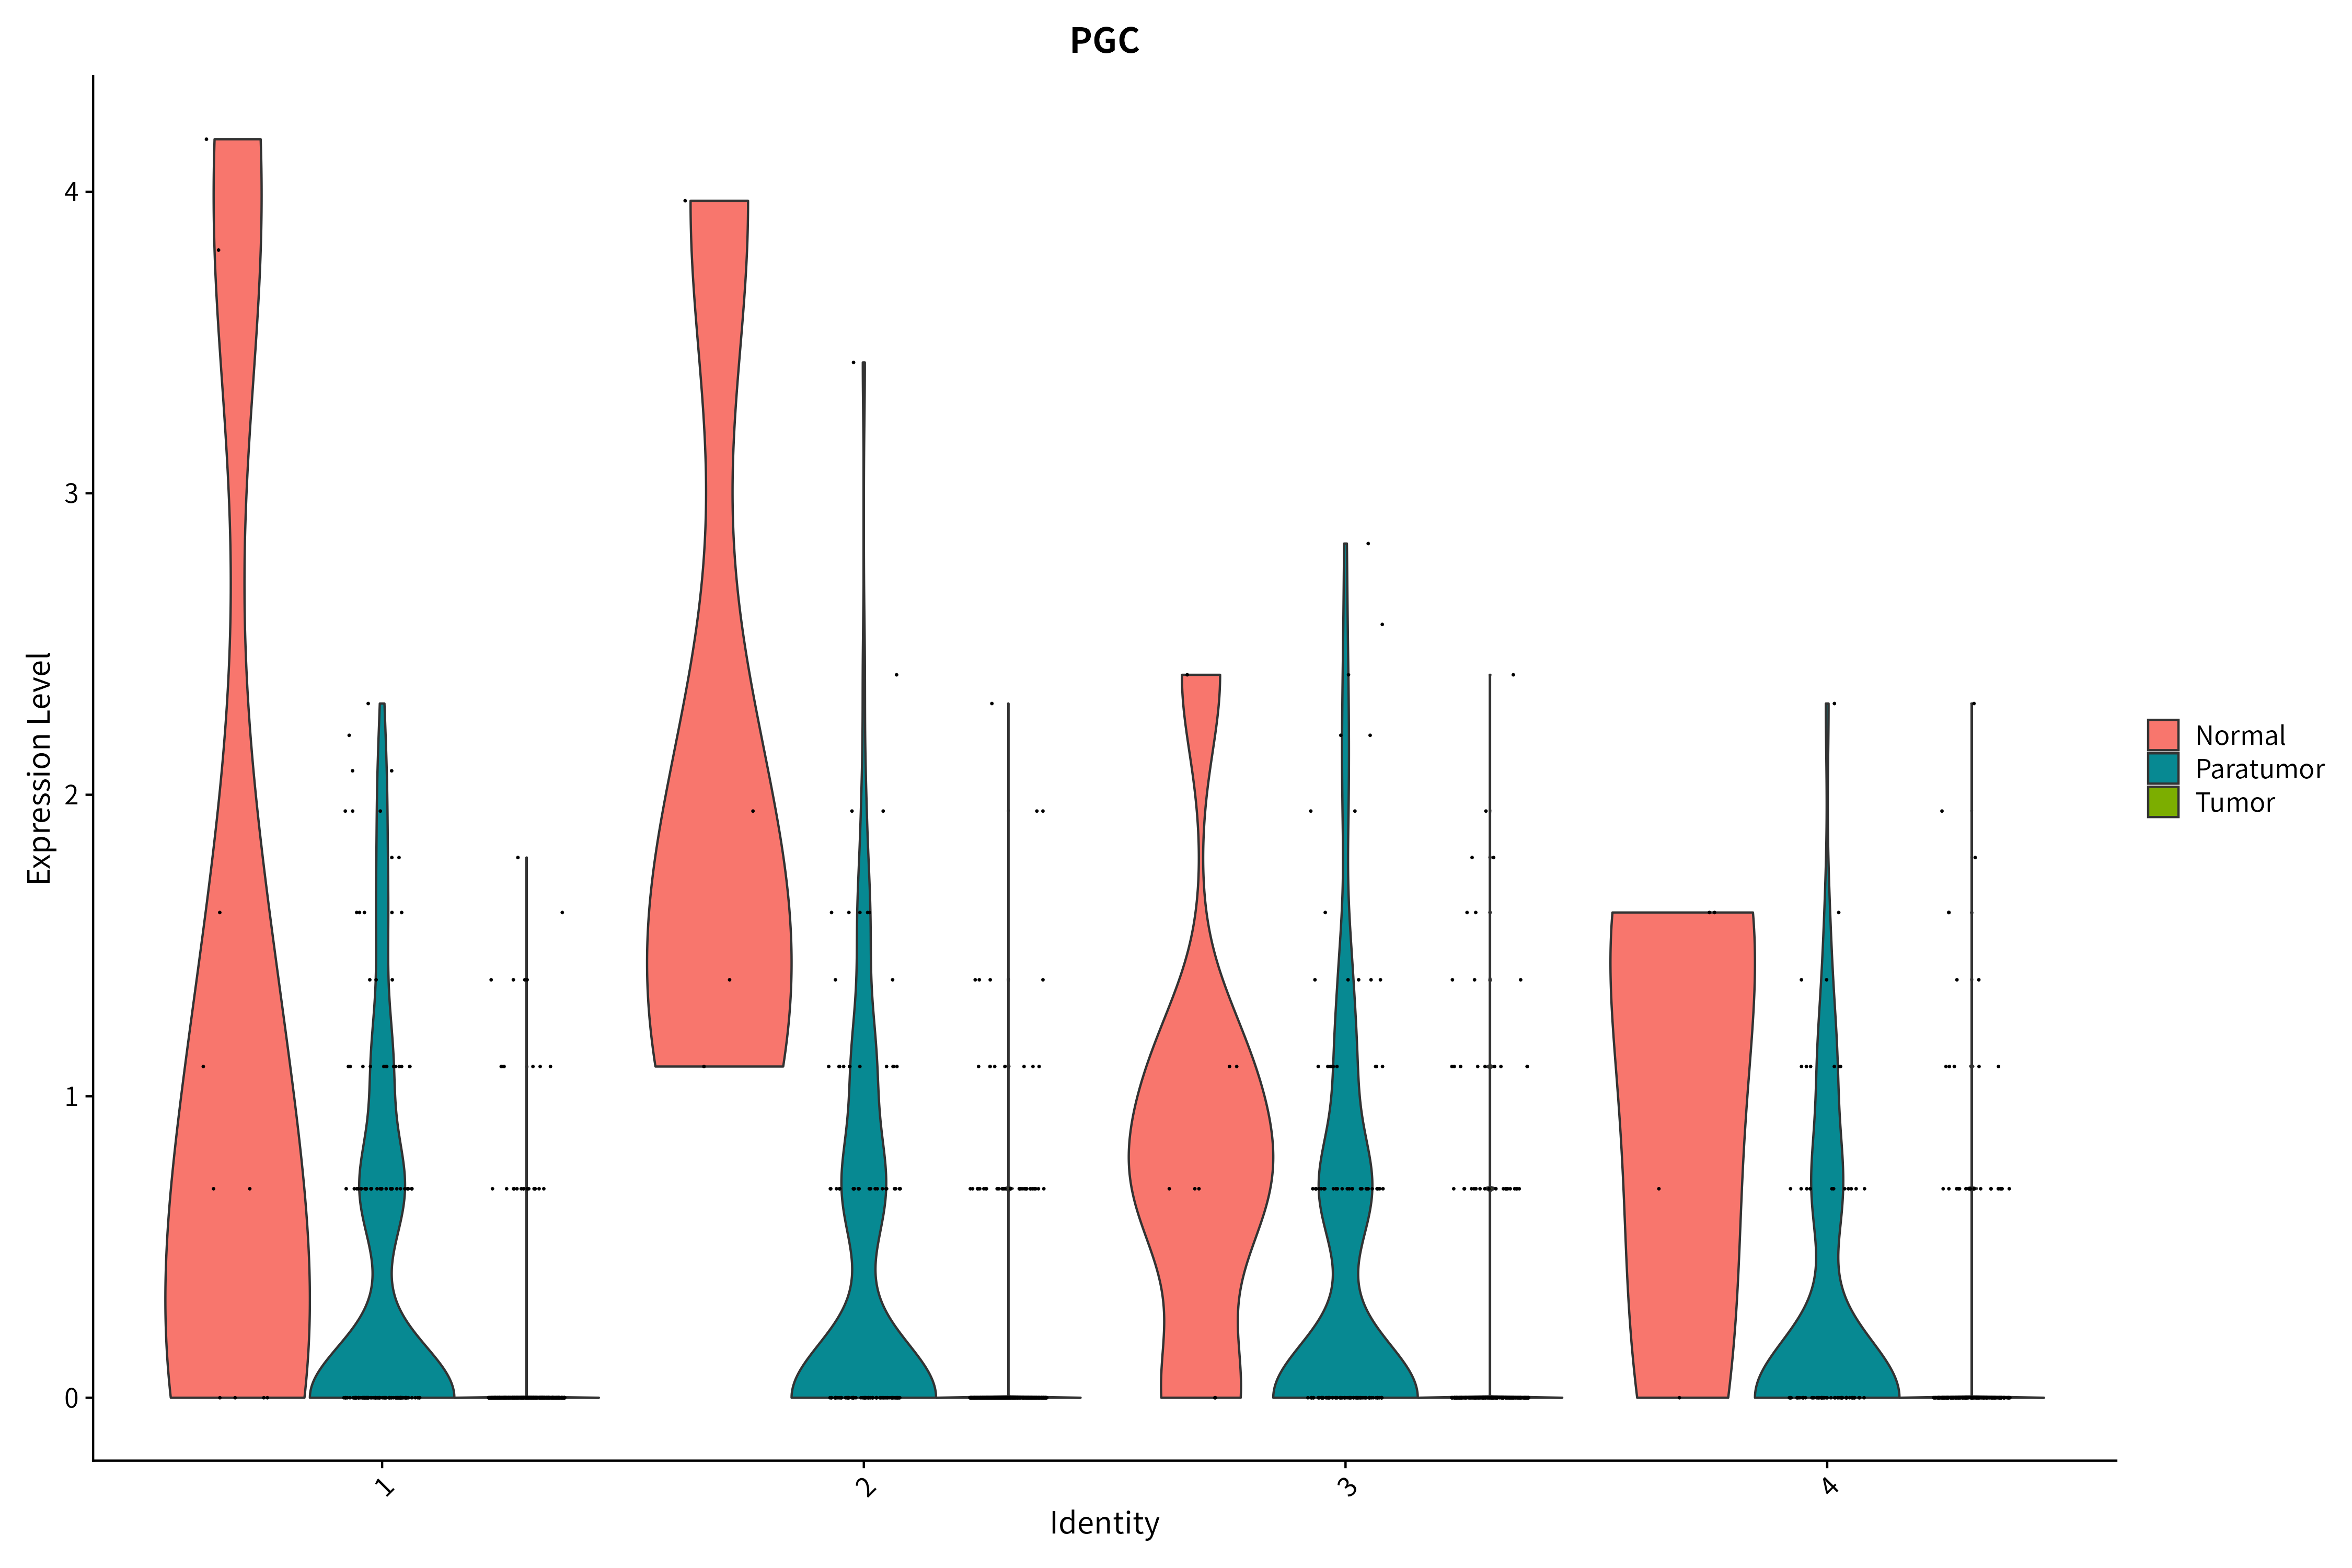 PGC
Expression Level
4
3
2
1
0
1
2
3
4
Identity
Normal
Paratumor
Tumor